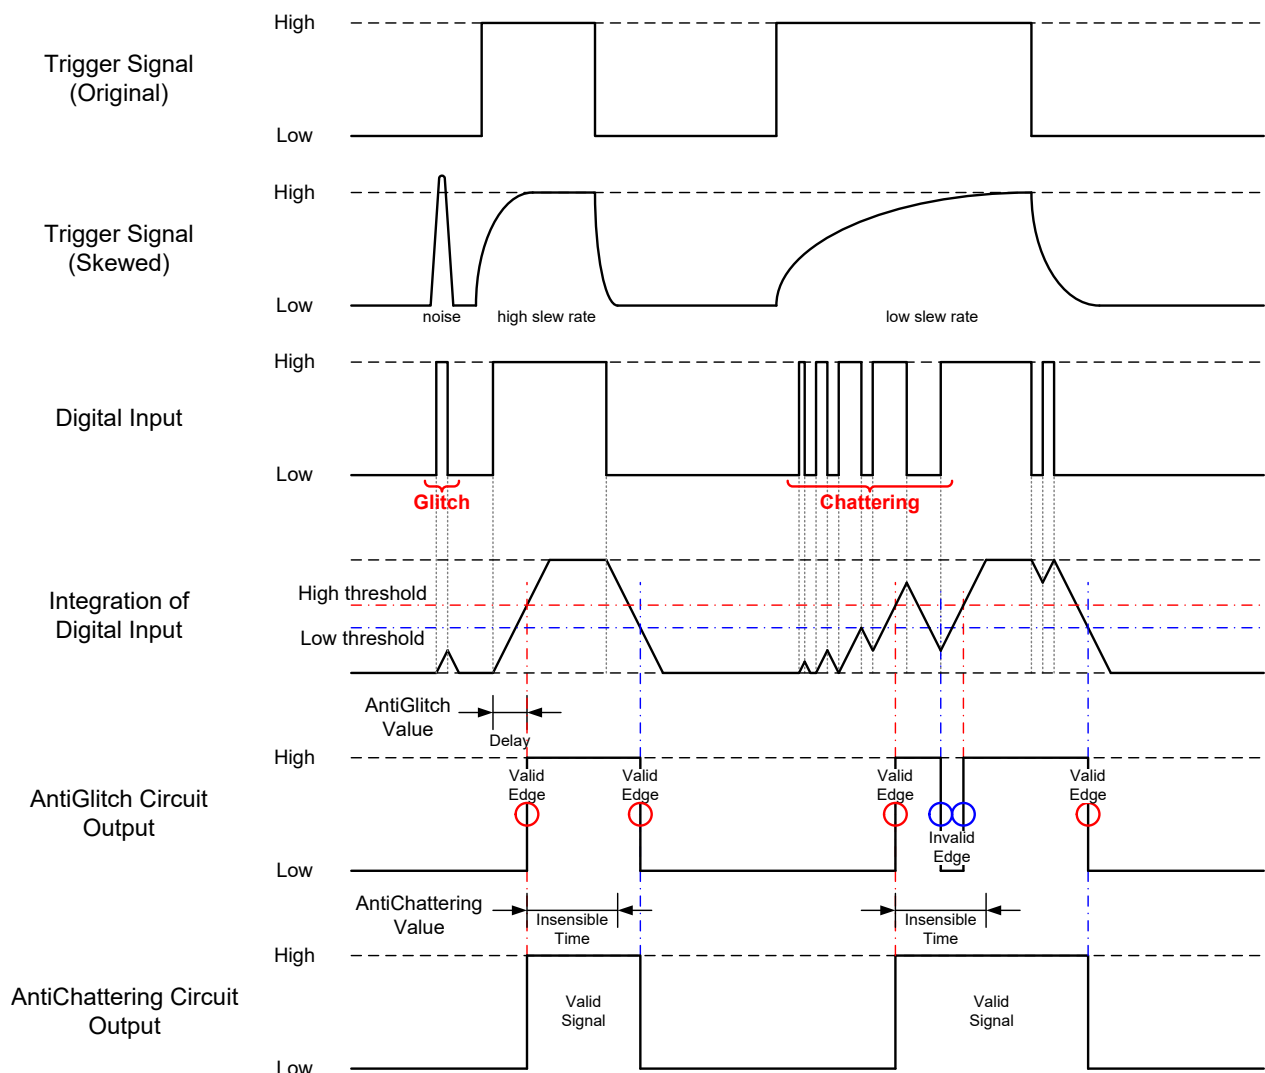 High
Trigger Signal
(Original)
Low
High
Trigger Signal
(Skewed)
Low
noise
high slew rate
low slew rate
High
Digital Input
Low
Glitch
Chattering
Integration of
Digital Input
High threshold
Low threshold
AntiGlitch
Value
Delay
High
AntiGlitch Circuit
Output
Valid
Edge
Valid
Edge
Valid
Edge
Invalid
Edge
Valid
Edge
Low
AntiChattering
Value
Insensible
Time
Insensible
Time
High
AntiChattering Circuit
Output
Valid
Signal
Valid
Signal
Low